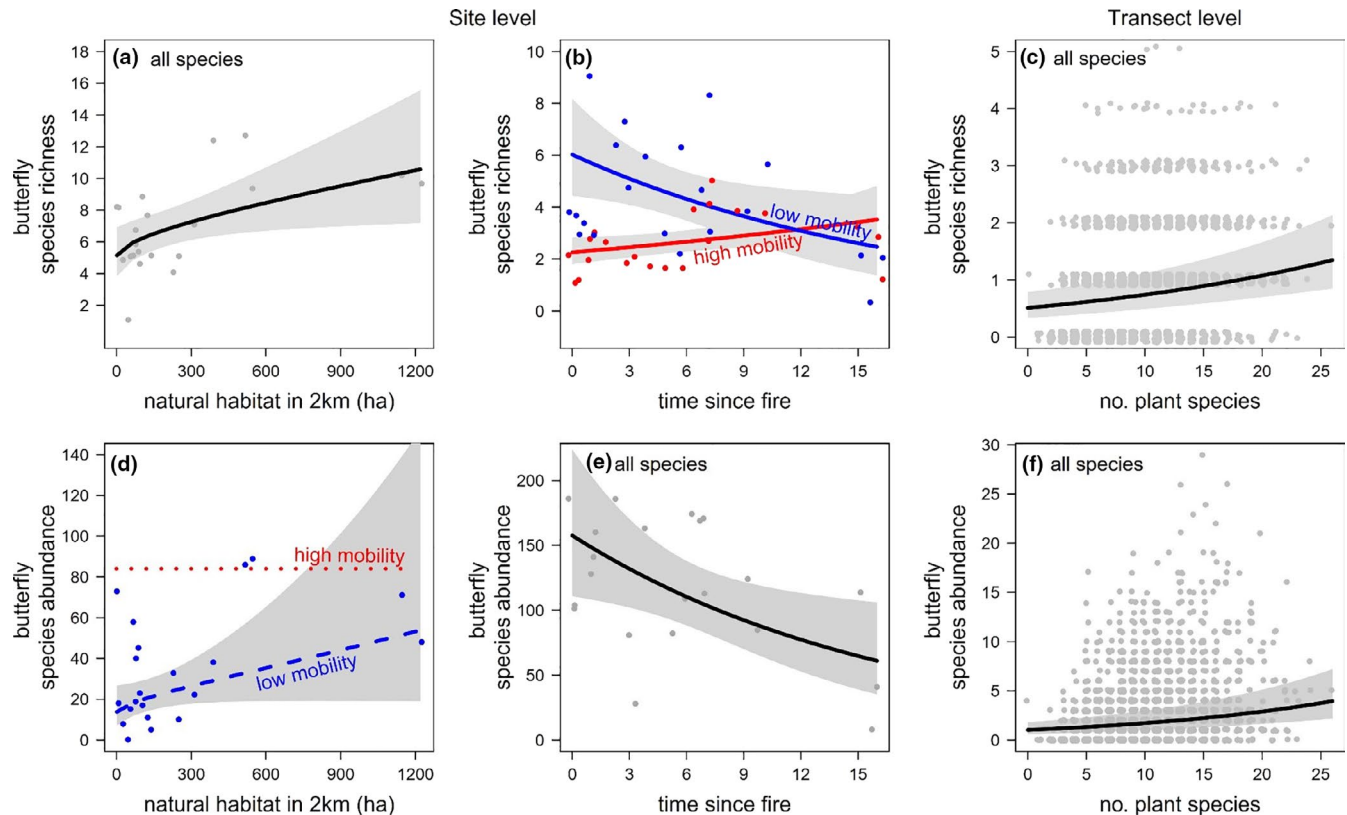 Site level
Transect level
(a) all species
18
16
14
12
10
8
6
4
2
0 300 600 900 1200
butterfly
species richness
natural habitat in 2km (ha)
(b)
10
8
6
4
2
0
0 3 6 9 12 15
low mobility
high mobility
butterfly
species richness
time since fire
(c) all species
5
4
3
2
1
0
0 5 10 15 20 25
butterfly
species richness
no. plant species
(d)
140
120
100
80
60
40
20
0
0 300 600 900 1200
high mobility
low mobility
butterfly
species abundance
natural habitat in 2km (ha)
(e) all species
200
150
100
50
0
0 3 6 9 12 15
butterfly
species abundance
time since fire
(f) all species
30
25
20
15
10
5
0
0 5 10 15 20 25
butterfly
species abundance
no. plant species